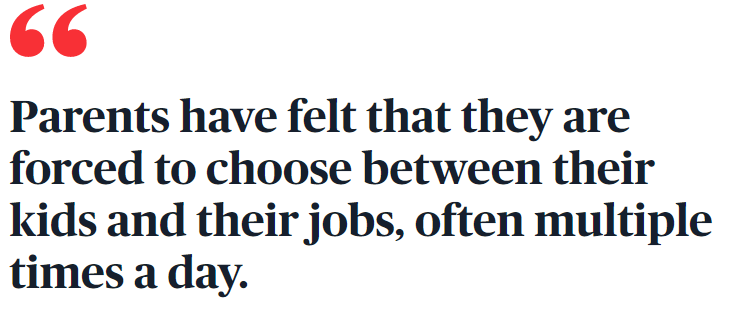 “
Parents have felt that they are
forced to choose between their
kids and their jobs, often multiple
times a day.